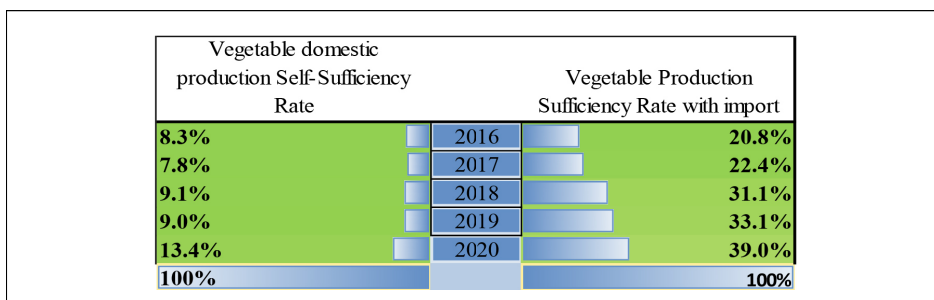 Vegetable domestic
production Self-Sufficiency
Rate
Vegetable Production
Sufficiency Rate with import
8.3% 2016 20.8%
7.8% 2017 22.4%
9.1% 2018 31.1%
9.0% 2019 33.1%
13.4% 2020 39.0%
100% 100%